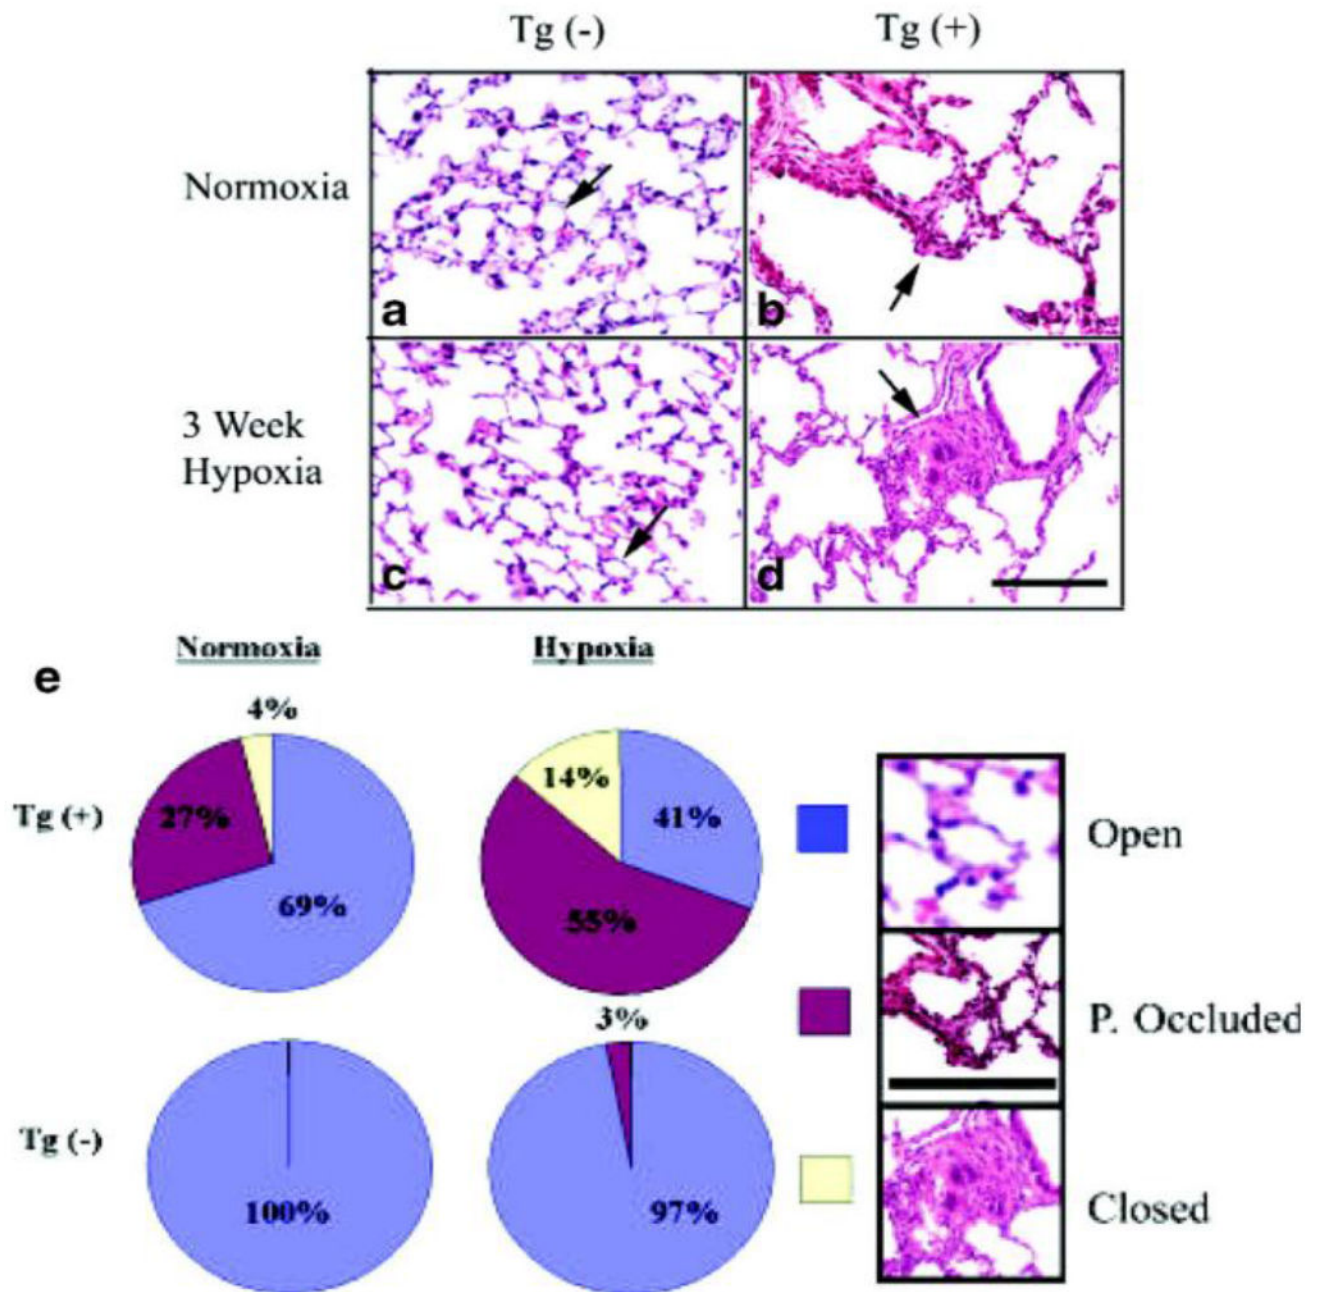 Tg (-) Tg (+)
Normoxia
a b
3 Week
Hypoxia
c d
Normoxia Hypoxia
e
4%
Tg (+)
27%
69%
14%
41%
55%
Open
3%
P. Occluded
Tg (-)
100%
97%
Closed